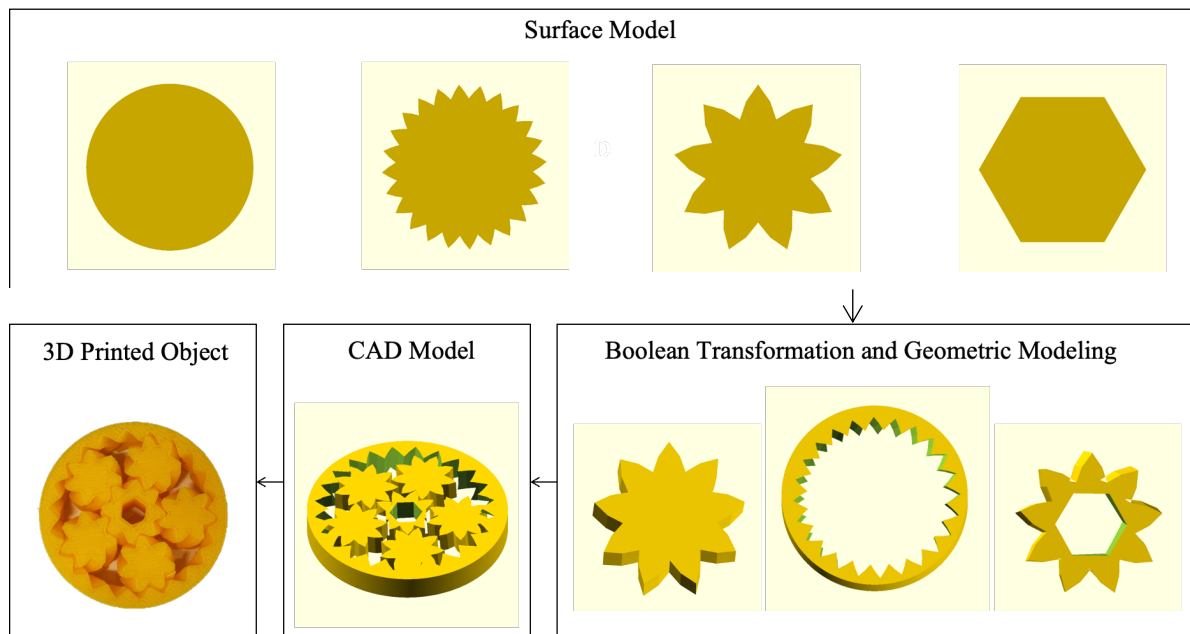 Surface Model
3D Printed Object
CAD Model
Boolean Transformation and Geometric Modeling